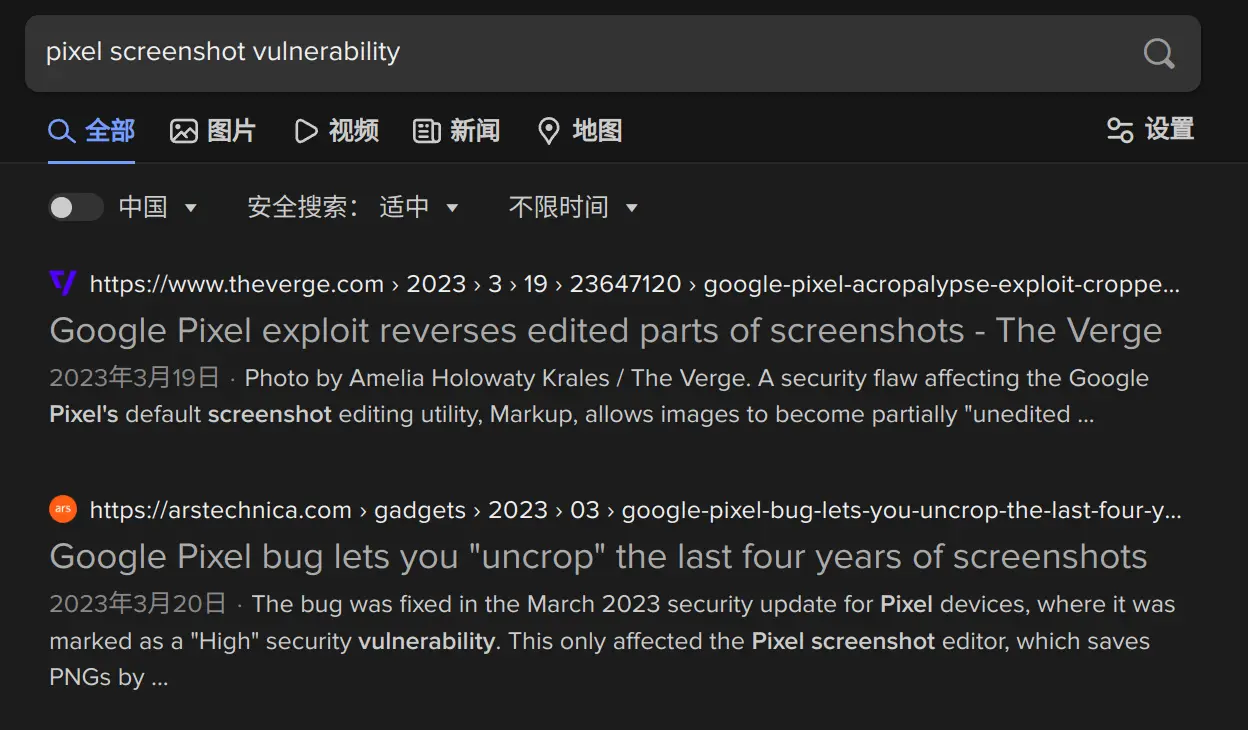 pixel screenshot vulnerability
全部 图片 视频 新闻 地图 设置
中国 安全搜索： 适中 不限时间
https://www.theverge.com › 2023 › 3 › 19 › 23647120 › google-pixel-acropalypse-exploit-croppe...
Google Pixel exploit reverses edited parts of screenshots - The Verge
2023年3月19日 · Photo by Amelia Holowaty Krales / The Verge. A security flaw affecting the Google
Pixel's default screenshot editing utility, Markup, allows images to become partially "unedited ...
ars https://arstechnica.com › gadgets › 2023 › 03 › google-pixel-bug-lets-you-uncrop-the-last-four-y...
Google Pixel bug lets you "uncrop" the last four years of screenshots
2023年3月20日 · The bug was fixed in the March 2023 security update for Pixel devices, where it was
marked as a "High" security vulnerability. This only affected the Pixel screenshot editor, which saves
PNGs by ...